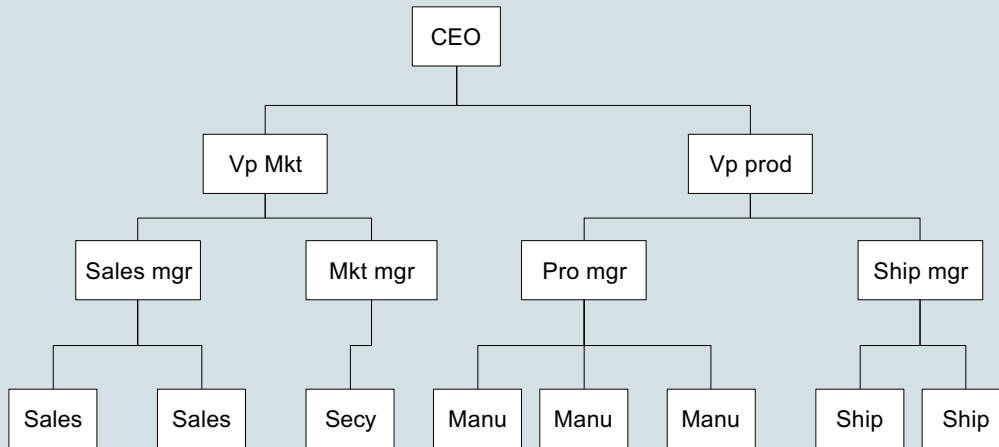 CEO
Vp Mkt
Vp prod
Sales mgr
Mkt mgr
Pro mgr
Ship mgr
Sales
Sales
Secy
Manu
Manu
Manu
Ship
Ship